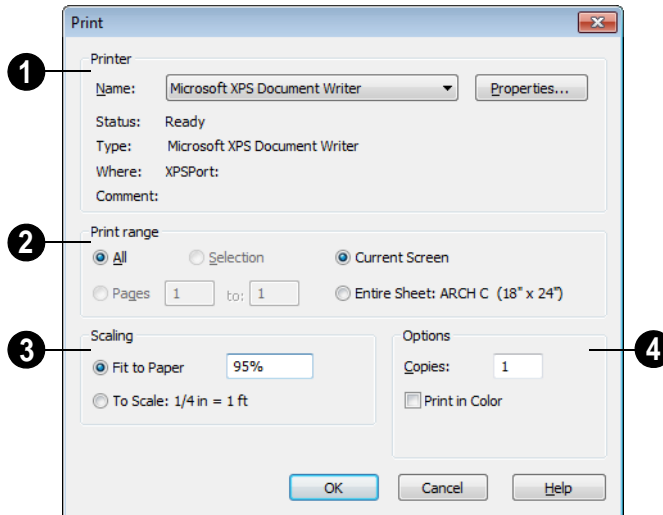 Print
1
Printer
Name: Microsoft XPS Document Writer Properties...
Status: Ready
Type: Microsoft XPS Document Writer
Where: XPSPort:
Comment:
2
Print range
All Selection Current Screen
Pages 1 to: 1 Entire Sheet: ARCH C (18" x 24")
3
Scaling
Fit to Paper 95%
To Scale: 1/4 in = 1 ft
Options
4
Copies: 1
Print in Color
OK Cancel Help